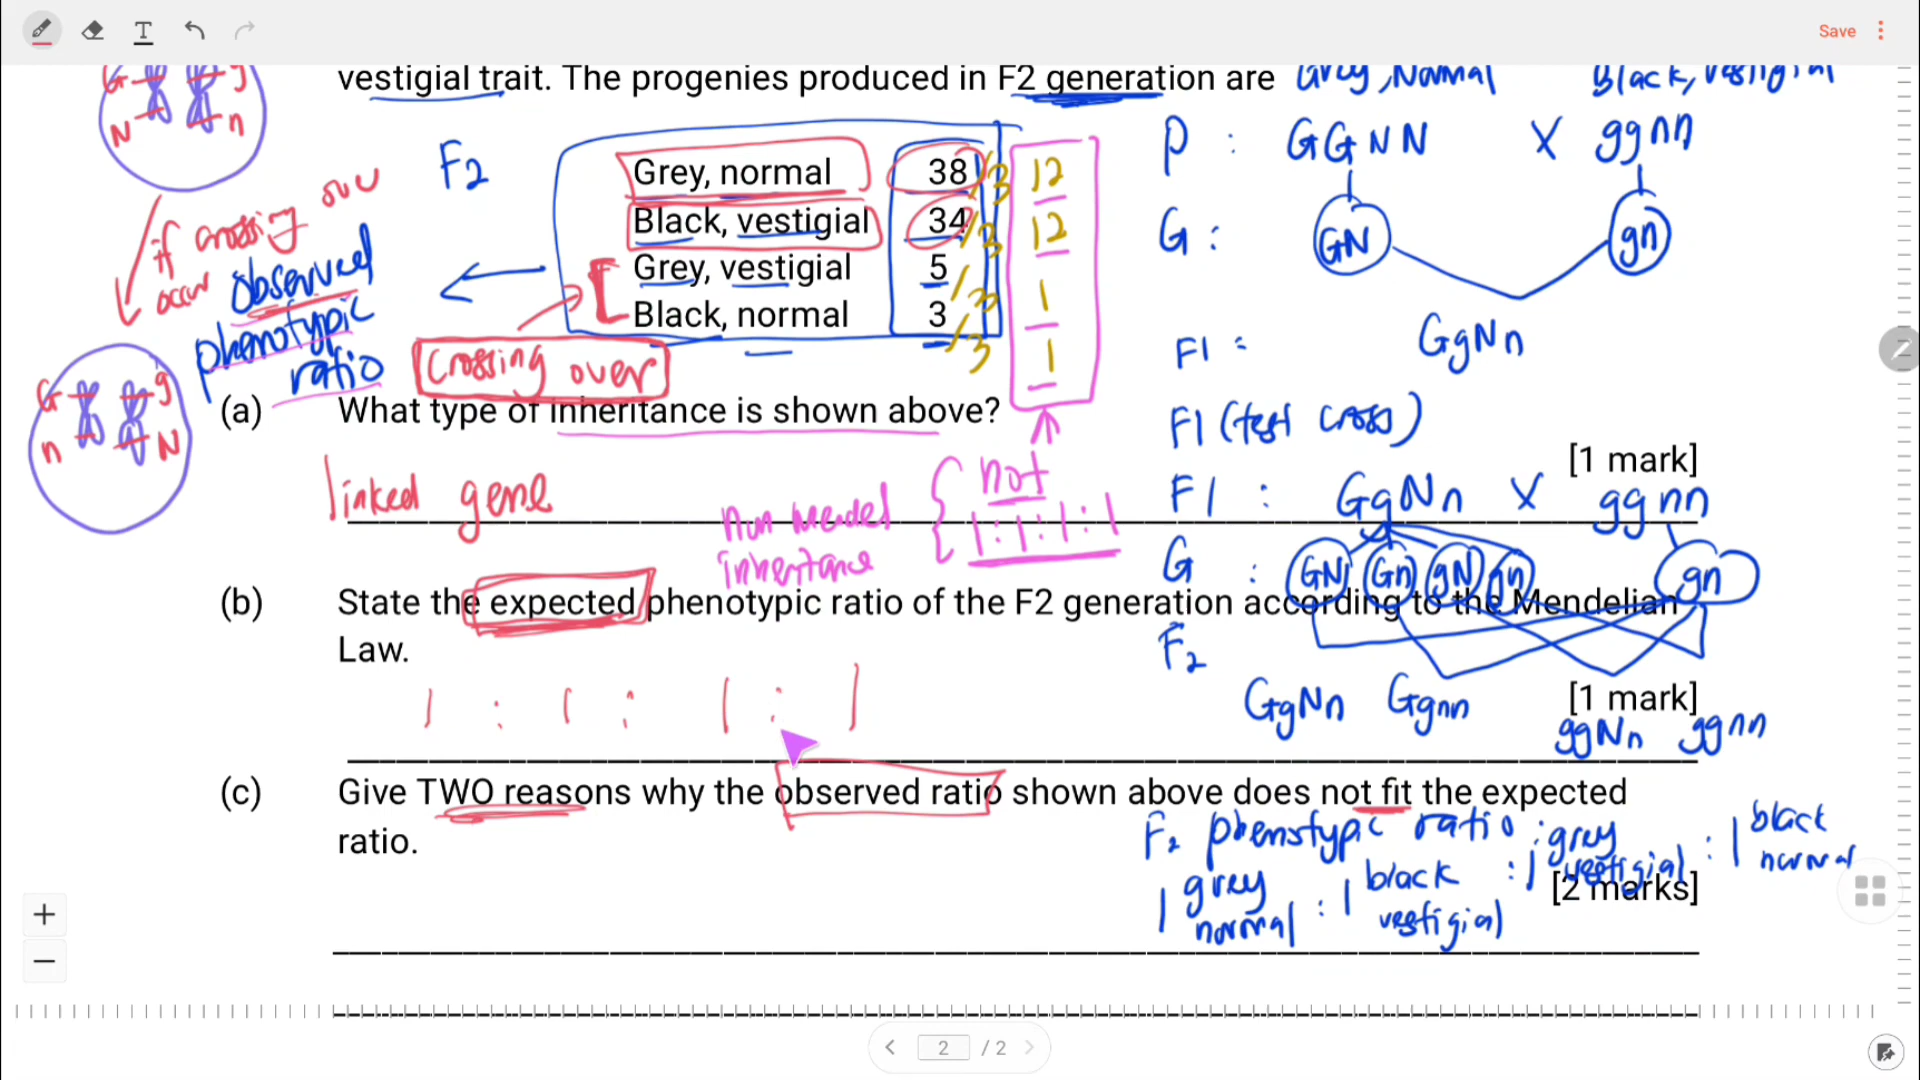 Save
vestigial trait. The progenies produced in F2 generation are
Grey, Normal
Black, vestigial
G g
N n
F2
Grey, normal 38 /3 12
Black, vestigial 34 /3 12
Grey, vestigial 5 /3 1
Black, normal 3 /3 1
P : GGNN X ggnn
G : GN gn
F1 : GgNn
if crossing over
occur
observed
phenotypic
ratio
crossing over
G g
n N
(a) What type of inheritance is shown above?
F1 (test cross)
[1 mark]
linked gene
non mendel
inheritance
not
1:1:1:1
F1 : GgNn X ggnn
G : GN Gn gN gn gn
(b) State the expected phenotypic ratio of the F2 generation according to the Mendelian
Law.
F2
GgNn Ggnn ggNn ggnn
[1 mark]
1 : 1 : 1 : 1
(c) Give TWO reasons why the observed ratio shown above does not fit the expected
ratio.
[2 marks]
F2 phenotypic ratio :
1 grey normal : 1 black vestigial : 1 grey vestigial : 1 black normal
2 / 2